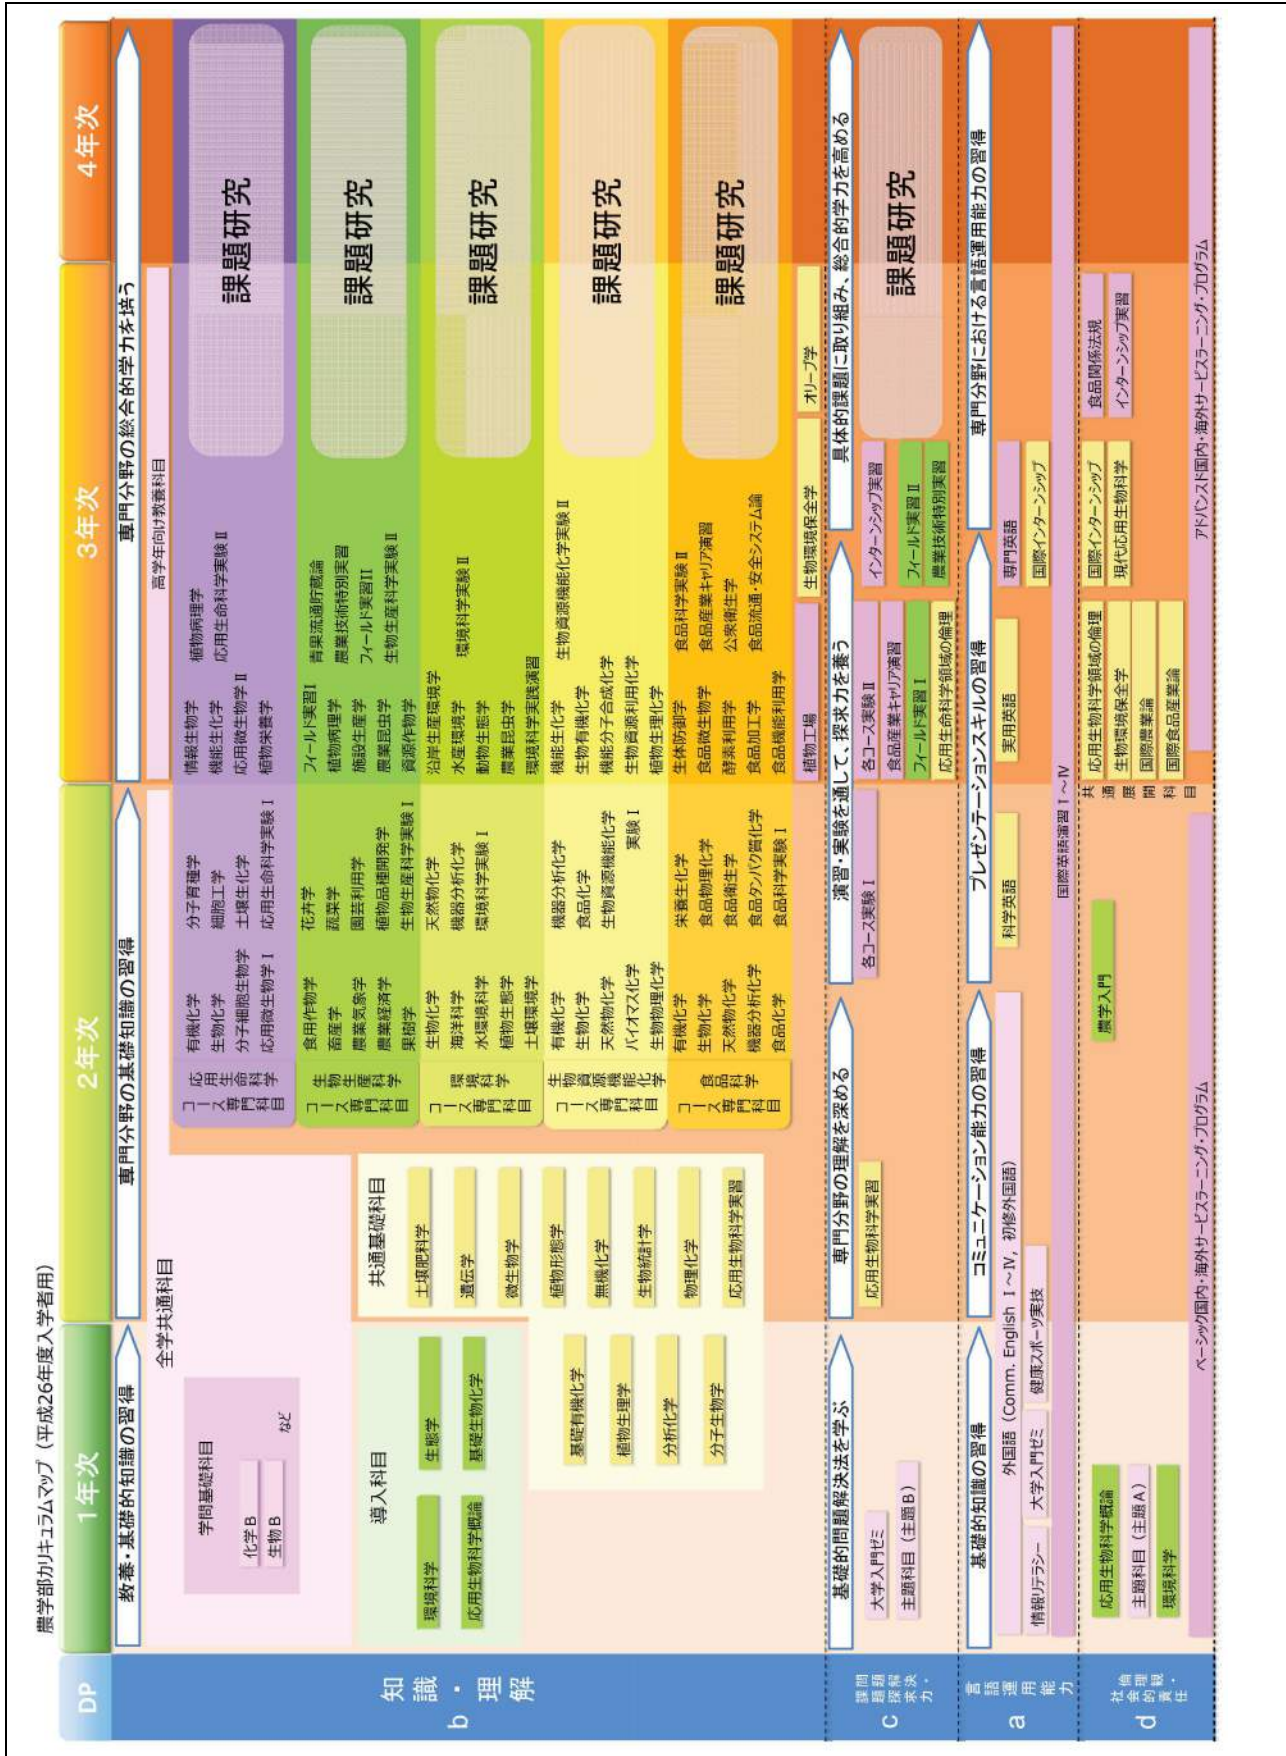 農学部カリキュラムマップ（平成26年度入学者用）
DP
1年次
2年次
3年次
4年次
b
知識・理解
教養・基礎的知識の習得
専門分野の基礎知識の習得
専門分野の総合的学力を培う
全学共通科目
高学年向け教養科目
学問基礎科目
化学B
生物B
など
導入科目
環境科学
生態学
応用生物科学概論
基礎生物化学
共通基礎科目
土壌肥料学
遺伝学
微生物学
植物形態学
無機化学
生物統計学
物理化学
応用生物科学実習
基礎有機化学
植物生理学
分析化学
分子生物学
応用生命科学
コース専門科目
有機化学
生物化学
分子細胞生物学
応用微生物学Ⅰ
分子育種学
細胞工学
土壌生化学
応用生命科学実験Ⅰ
情報生物学
機能生化学
応用微生物学Ⅱ
植物栄養学
植物病理学
応用生命科学実験Ⅱ
課題研究
生物生産科学
コース専門科目
食用作物学
畜産学
農業気象学
農業経済学
果樹学
花卉学
蔬菜学
園芸利用学
植物品種開発学
生物生産科学実験Ⅰ
フィールド実習Ⅰ
植物病理学
施設生産学
農業昆虫学
資源作物学
青果流通貯蔵論
農業技術特別実習
フィールド実習II
生物生産科学実験Ⅱ
課題研究
環境科学
コース専門科目
生物化学
海洋科学
水環境科学
植物生態学
土壌環境学
天然物化学
機器分析化学
環境科学実験Ⅰ
沿岸生産環境学
水産環境学
動物生態学
農業昆虫学
環境科学実践演習
環境科学実験Ⅱ
課題研究
生物資源機能化学
コース専門科目
有機化学
生物化学
天然物化学
バイオマス化学
生物物理化学
機器分析化学
食品化学
生物資源機能化学
実験Ⅰ
機能生化学
生物有機化学
機能分子合成化学
生物資源利用化学
植物生理化学
生物資源機能化学実験Ⅱ
課題研究
食品科学
コース専門科目
有機化学
生物化学
天然物化学
機器分析化学
食品化学
栄養生化学
食品物理化学
食品衛生学
食品タンパク質化学
食品科学実験Ⅰ
生体防御学
食品微生物学
酵素利用学
食品加工学
食品機能利用学
食品科学実験Ⅱ
食品産業キャリア演習
公衆衛生学
食品流通・安全システム論
課題研究
植物工場
生物環境保全学
オリーブ学
c
問題解決・
課題探求力
基礎的問題解決法を学ぶ
専門分野の理解を深める
演習・実験を通して、探求力を養う
具体的課題に取り組み、総合的学力を高める
大学入門ゼミ
主題科目（主題B）
応用生物科学実習
各コース実験Ⅰ
各コース実験Ⅱ
食品産業キャリア演習
フィールド実習Ⅰ
応用生命科学領域の倫理
インターンシップ実習
フィールド実習Ⅱ
農業技術特別実習
課題研究
a
言語運用能力
基礎的知識の習得
コミュニケーション能力の習得
プレゼンテーションスキルの習得
専門分野における言語運用能力の習得
外国語（Comm. English Ⅰ～Ⅳ，初修外国語）
情報リテラシー
大学入門ゼミ
健康スポーツ実技
科学英語
実用英語
専門英語
国際インターンシップ
国際英語演習Ⅰ～Ⅳ
d
倫理観・
社会的責任
応用生物科学概論
主題科目（主題A）
環境科学
農学入門
共通展開科目
応用生物科学領域の倫理
生物環境保全学
国際農業論
国際食品産業論
国際インターンシップ
現代応用生物科学
食品関係法規
インターンシップ実習
ベーシック国内・海外サービスラーニング・プログラム
アドバンスド国内・海外サービスラーニング・プログラム